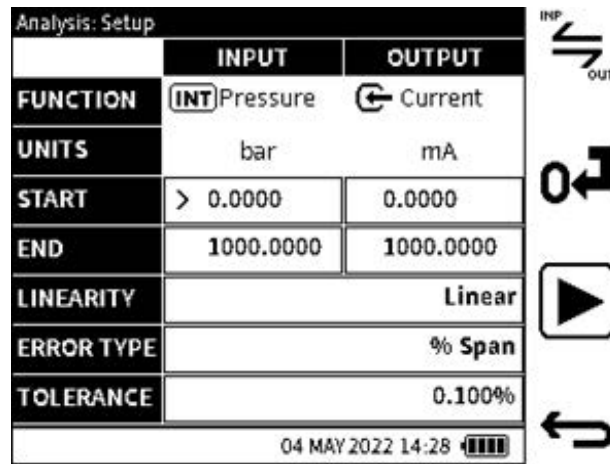 Analysis: Setup
INPUT OUTPUT
FUNCTION INT Pressure Current
UNITS bar mA
START > 0.0000 0.0000
END 1000.0000 1000.0000
LINEARITY Linear
ERROR TYPE % Span
TOLERANCE 0.100%
04 MAY 2022 14:28
INP
OUT
0